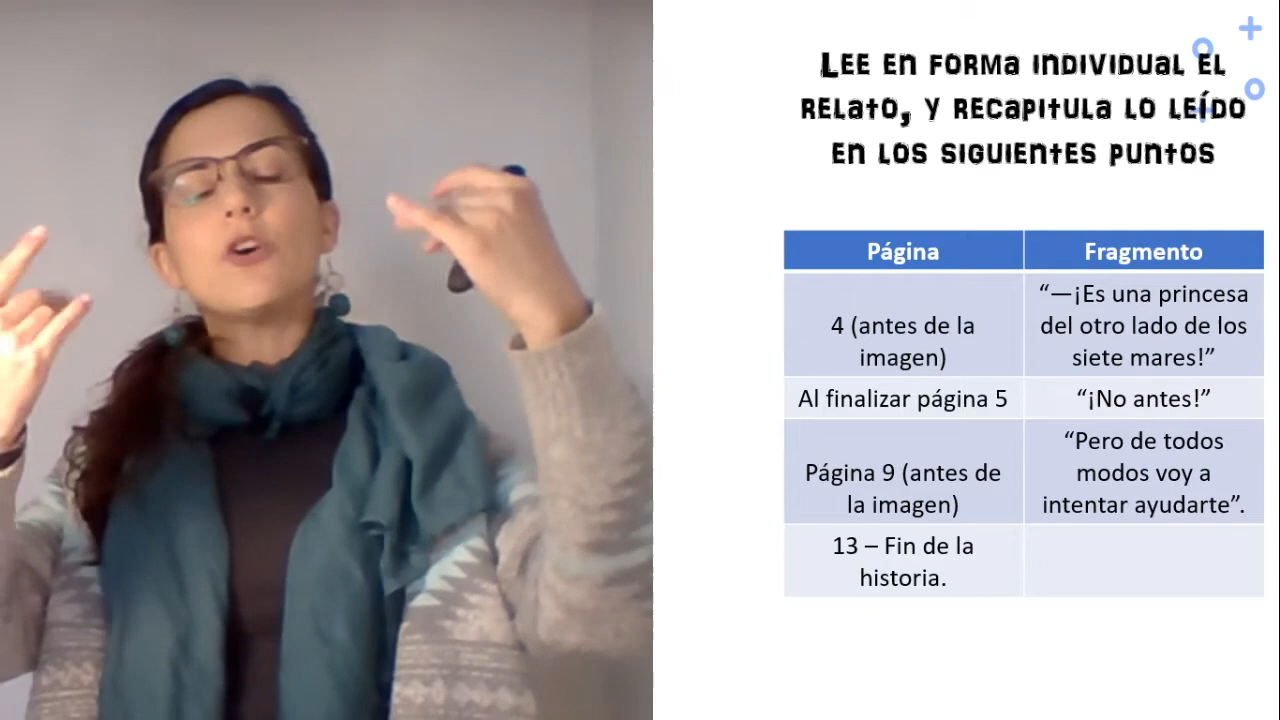 Lee en forma individual el
relato, y recapitula lo leído
en los siguientes puntos
Página
Fragmento
4 (antes de la
imagen)
“—¡Es una princesa
del otro lado de los
siete mares!”
Al finalizar página 5
“¡No antes!”
Página 9 (antes de
la imagen)
“Pero de todos
modos voy a
intentar ayudarte”.
13 – Fin de la
historia.